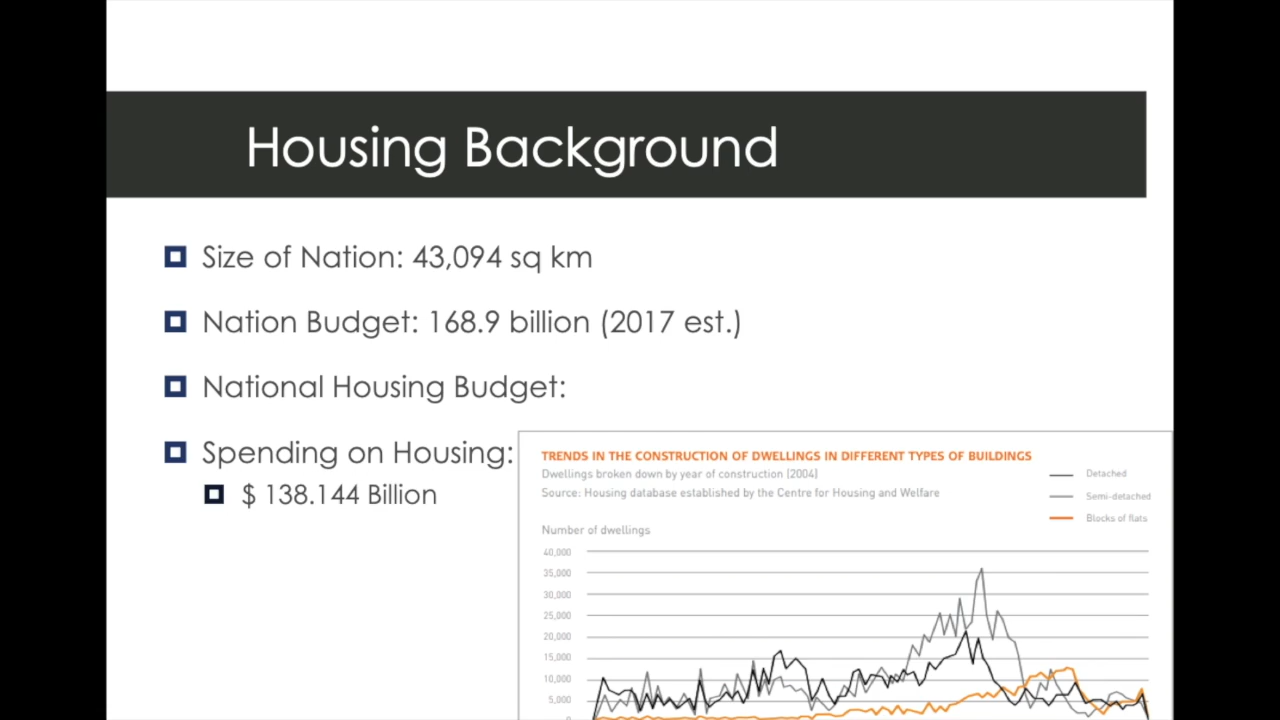 Housing Background
Size of Nation: 43,094 sq km
Nation Budget: 168.9 billion (2017 est.)
National Housing Budget:
Spending on Housing:
$ 138.144 Billion
TRENDS IN THE CONSTRUCTION OF DWELLINGS IN DIFFERENT TYPES OF BUILDINGS
Dwellings broken down by year of construction (2004)
Source: Housing database established by the Centre for Housing and Welfare
Detached
Semi-detached
Blocks of flats
Number of dwellings
40,000
35,000
30,000
25,000
20,000
15,000
10,000
5,000